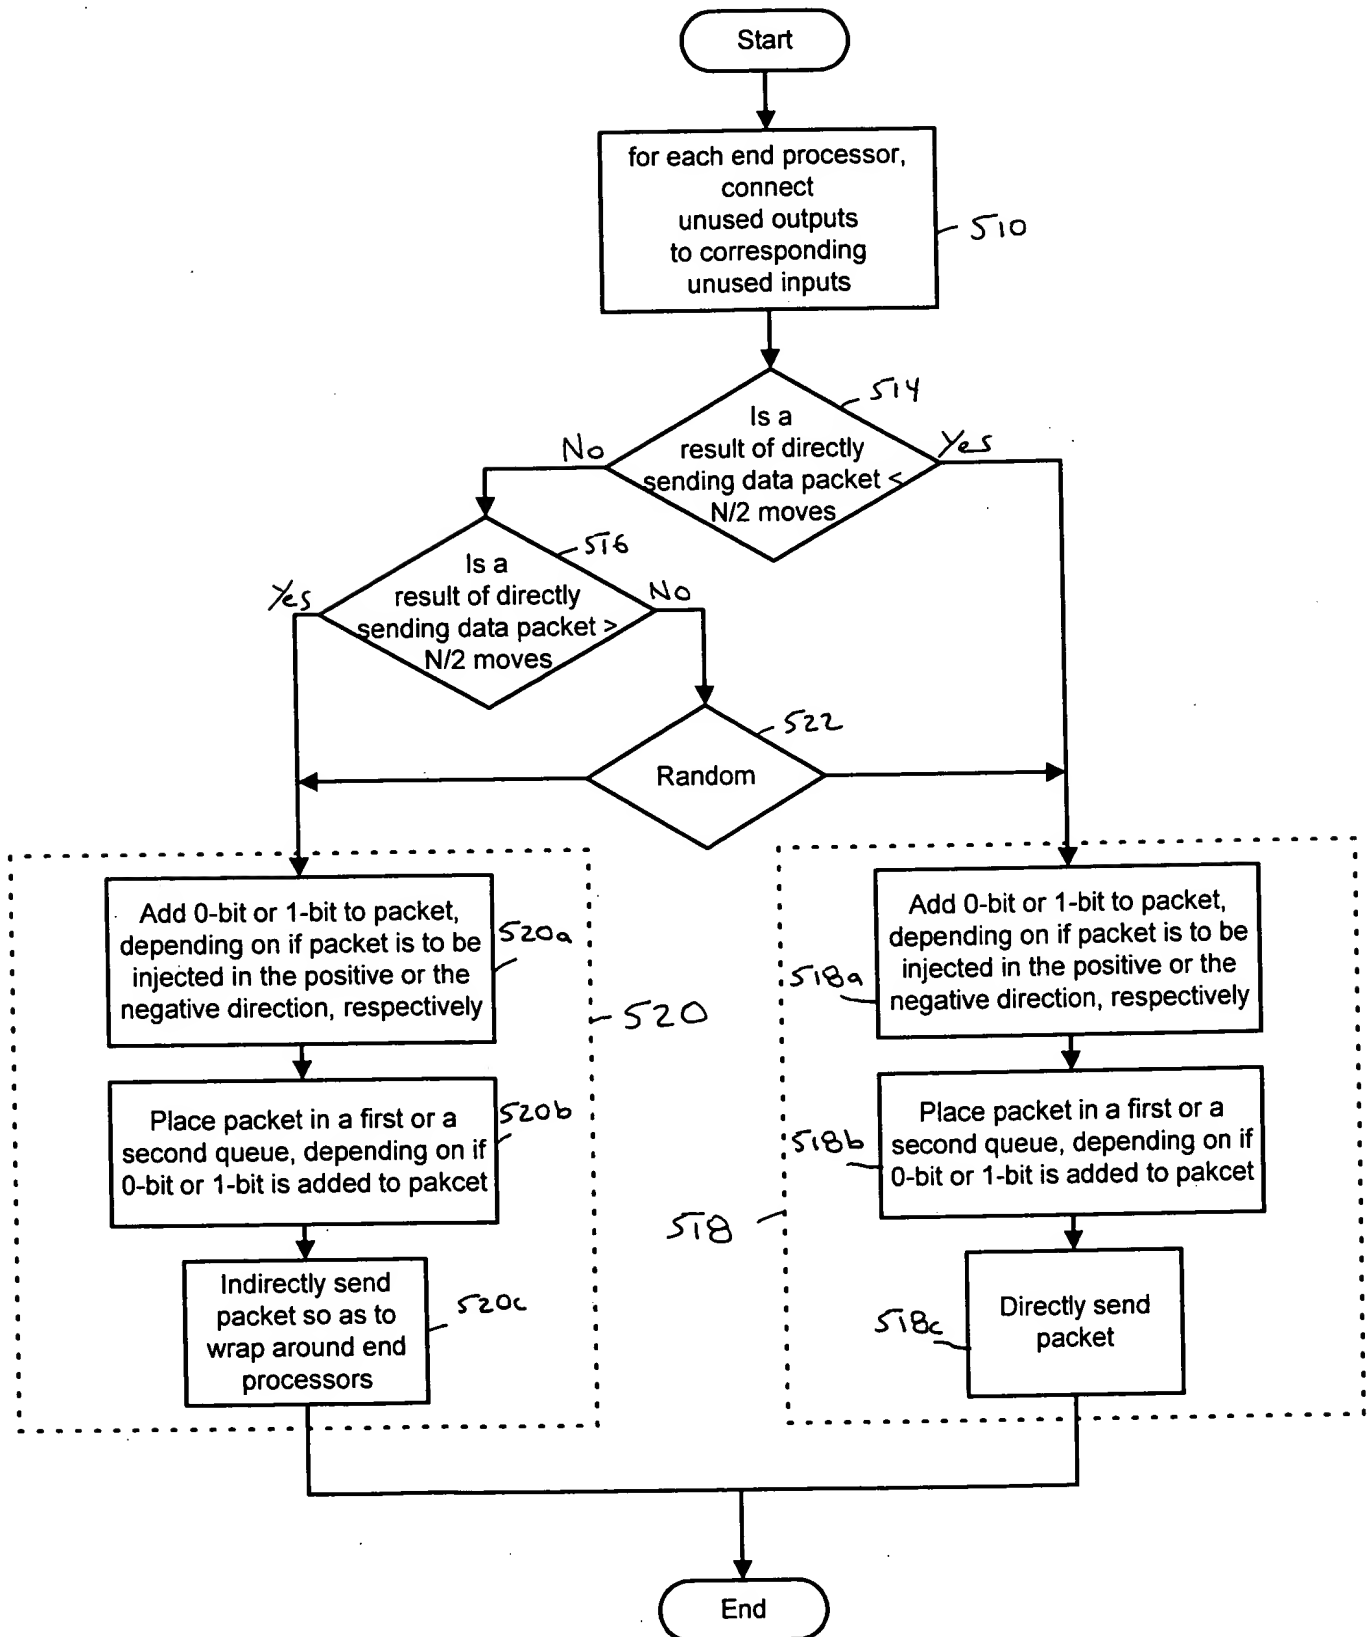 Start
for each end processor,
connect
unused outputs
to corresponding
unused inputs
510
514
Is a
result of directly
sending data packet <
N/2 moves
No
Yes
516
Is a
result of directly
sending data packet >
N/2 moves
Yes
No
522
Random
Add 0-bit or 1-bit to packet,
depending on if packet is to be
injected in the positive or the
negative direction, respectively
520a
520
Place packet in a first or a
second queue, depending on if
0-bit or 1-bit is added to pakcet
520b
Indirectly send
packet so as to
wrap around end
processors
520c
Add 0-bit or 1-bit to packet,
depending on if packet is to be
injected in the positive or the
negative direction, respectively
518a
Place packet in a first or a
second queue, depending on if
0-bit or 1-bit is added to pakcet
518b
518
Directly send
packet
518c
End